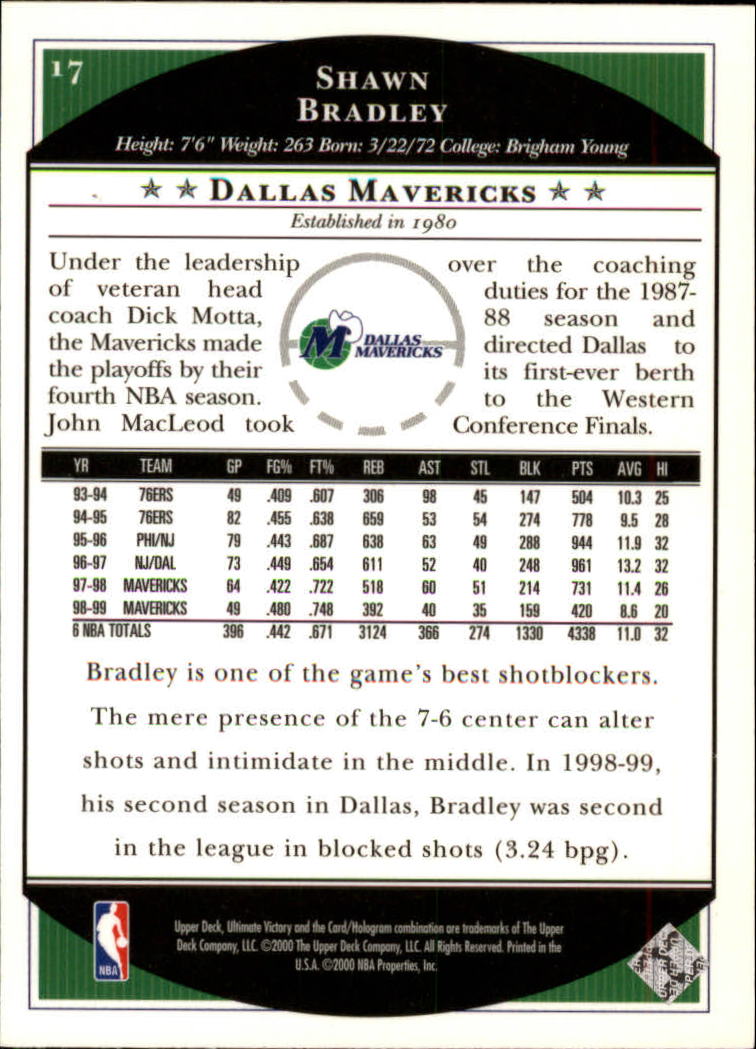 17
SHAWN
BRADLEY
Height: 7'6" Weight: 263 Born: 3/22/72 College: Brigham Young
DALLAS MAVERICKS
Established in 1980
Under the leadership
of veteran head
coach Dick Motta,
the Mavericks made
the playoffs by their
fourth NBA season.
John MacLeod took
M DALLAS
MAVERICKS
over the coaching
duties for the 1987-
88 season and
directed Dallas to
its first-ever berth
to the Western
Conference Finals.
YR TEAM GP FG% FT% REB AST STL BLK PTS AVG HI
93-94 76ERS 49 .409 .607 306 98 45 147 504 10.3 25
94-95 76ERS 82 .455 .638 659 53 54 274 778 9.5 28
95-96 PHI/NJ 79 .443 .687 638 63 49 288 944 11.9 32
96-97 NJ/DAL 73 .449 .654 611 52 40 248 961 13.2 32
97-98 MAVERICKS 64 .422 .722 518 60 51 214 731 11.4 26
98-99 MAVERICKS 49 .480 .748 392 40 35 159 420 8.6 20
6 NBA TOTALS 396 .442 .671 3124 366 274 1330 4338 11.0 32
Bradley is one of the game's best shotblockers.
The mere presence of the 7-6 center can alter
shots and intimidate in the middle. In 1998-99,
his second season in Dallas, Bradley was second
in the league in blocked shots (3.24 bpg).
NBA
Upper Deck, Ultimate Victory and the Card/Hologram combination are trademarks of The Upper
Deck Company, LLC. ©2000 The Upper Deck Company, LLC. All Rights Reserved. Printed in the
U.S.A. ©2000 NBA Properties, Inc.